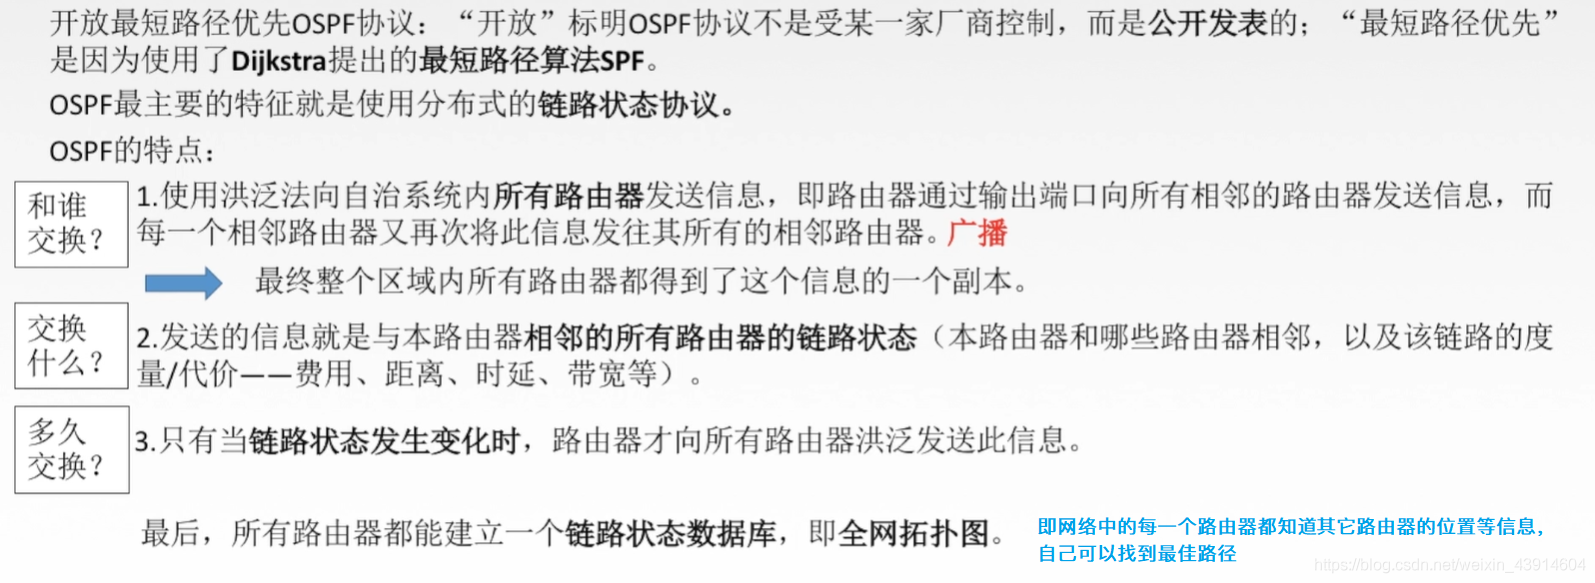 开放最短路径优先OSPF协议：“开放”标明OSPF协议不是受某一家厂商控制，而是公开发表的；“最短路径优先”
是因为使用了Dijkstra提出的最短路径算法SPF。
OSPF最主要的特征就是使用分布式的链路状态协议。
OSPF的特点：
和谁
交换？
1.使用洪泛法向自治系统内所有路由器发送信息，即路由器通过输出端口向所有相邻的路由器发送信息，而
每一个相邻路由器又再次将此信息发往其所有的相邻路由器。广播
最终整个区域内所有路由器都得到了这个信息的一个副本。
交换
什么？
2.发送的信息就是与本路由器相邻的所有路由器的链路状态（本路由器和哪些路由器相邻，以及该链路的度
量/代价——费用、距离、时延、带宽等）。
多久
交换？
3.只有当链路状态发生变化时，路由器才向所有路由器洪泛发送此信息。
最后，所有路由器都能建立一个链路状态数据库，即全网拓扑图。
即网络中的每一个路由器都知道其它路由器的位置等信息，
自己可以找到最佳路径
https://blog.csdn.net/weixin_43914604